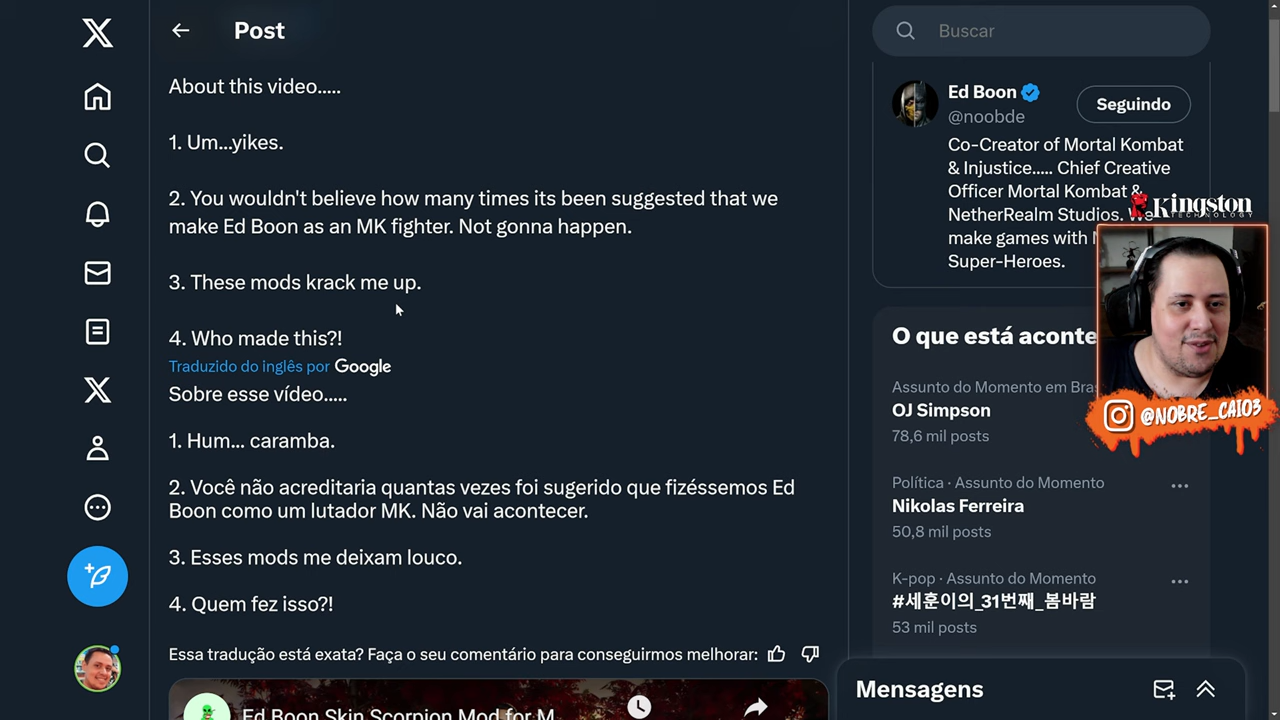 Post
About this video.....
1. Um...yikes.
2. You wouldn't believe how many times its been suggested that we
make Ed Boon as an MK fighter. Not gonna happen.
3. These mods krack me up.
4. Who made this?!
Traduzido do inglês por Google
Sobre esse vídeo.....
1. Hum... caramba.
2. Você não acreditaria quantas vezes foi sugerido que fizéssemos Ed
Boon como um lutador MK. Não vai acontecer.
3. Esses mods me deixam louco.
4. Quem fez isso?!
Essa tradução está exata? Faça o seu comentário para conseguirmos melhorar:
Ed Boon Skin Scorpion Mod for M...
Buscar
Ed Boon
@noobde
Seguindo
Co-Creator of Mortal Kombat
& Injustice..... Chief Creative
Officer Mortal Kombat &
NetherRealm Studios. We
make games with
Super-Heroes.
Kingston
TECHNOLOGY
@NOBRE_CAIO3
O que está aconte
Assunto do Momento em Bras
OJ Simpson
78,6 mil posts
Política · Assunto do Momento
Nikolas Ferreira
50,8 mil posts
K-pop · Assunto do Momento
#세훈이의_31번째_봄바람
53 mil posts
Mensagens